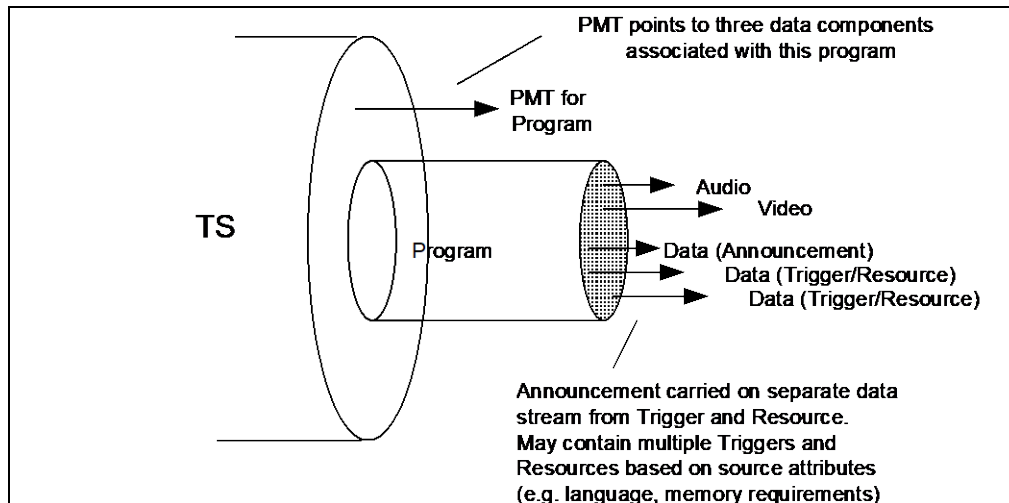 PMT points to three data components
associated with this program
PMT for
Program
TS
Program
Audio
Video
Data (Announcement)
Data (Trigger/Resource)
Data (Trigger/Resource)
Announcement carried on separate data
stream from Trigger and Resource.
May contain multiple Triggers and
Resources based on source attributes
(e.g. language, memory requirements)